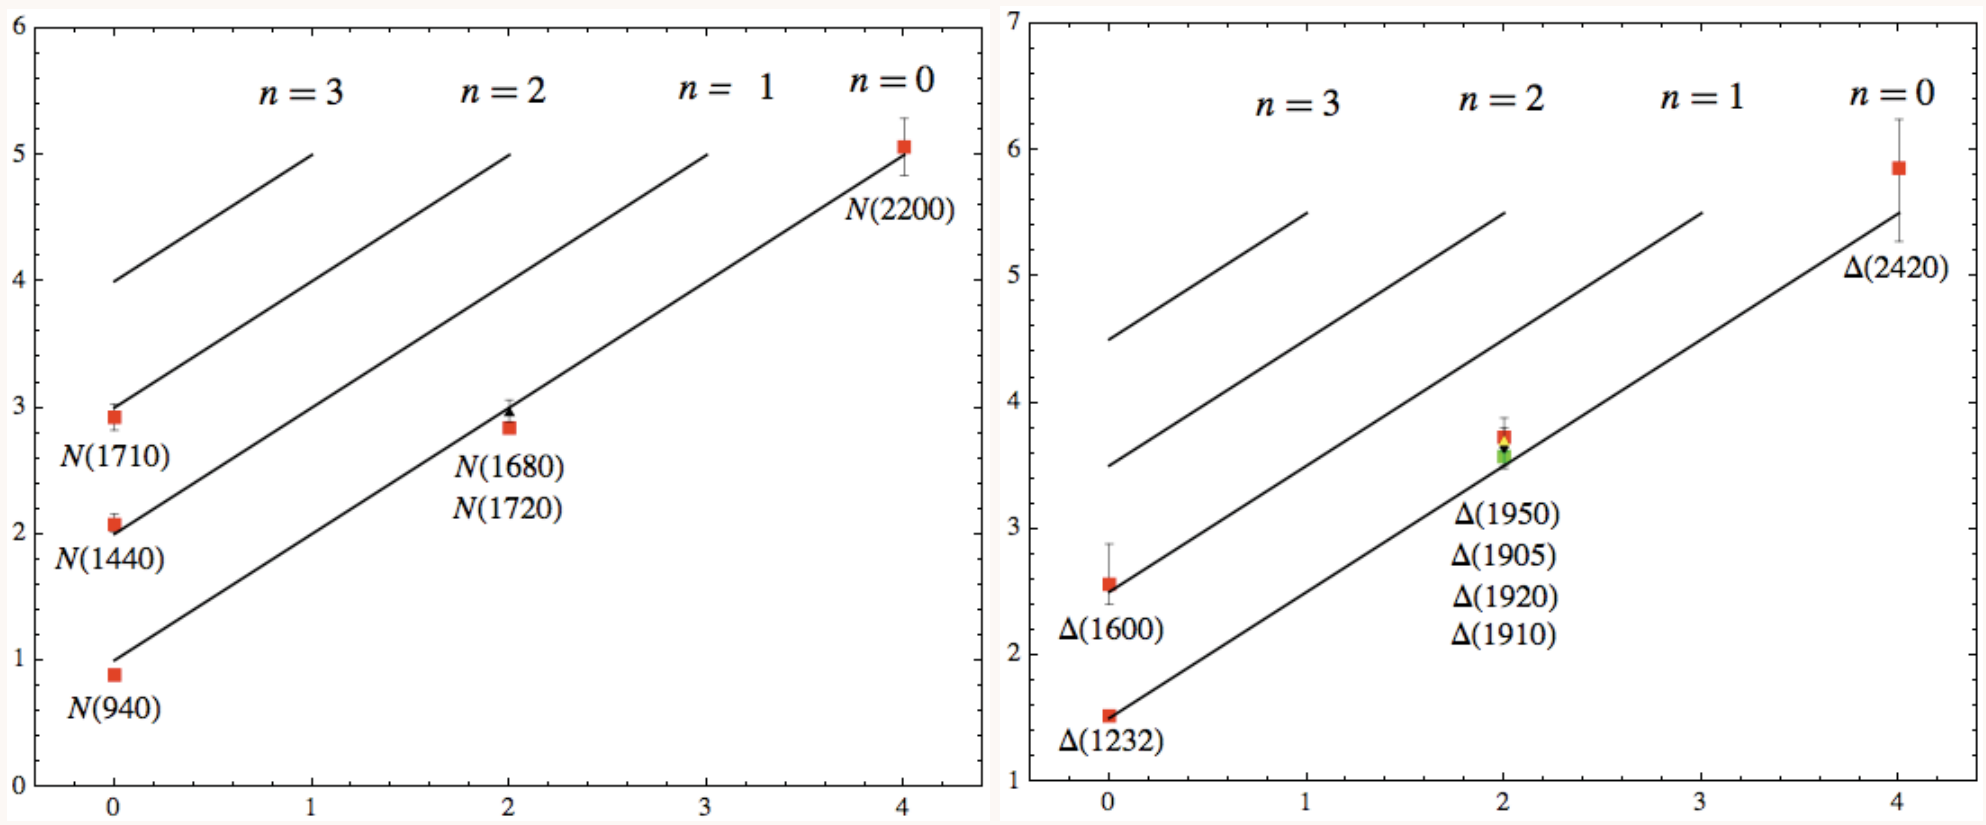 6
n = 3
n = 2
n = 1
n = 0
5
N(2200)
4
3
N(1710)
N(1680)
N(1720)
2
N(1440)
1
N(940)
0
0
1
2
3
4
7
n = 3
n = 2
n = 1
n = 0
6
5
Δ(2420)
4
3
Δ(1950)
Δ(1905)
Δ(1920)
Δ(1600)
Δ(1910)
2
Δ(1232)
1
0
1
2
3
4